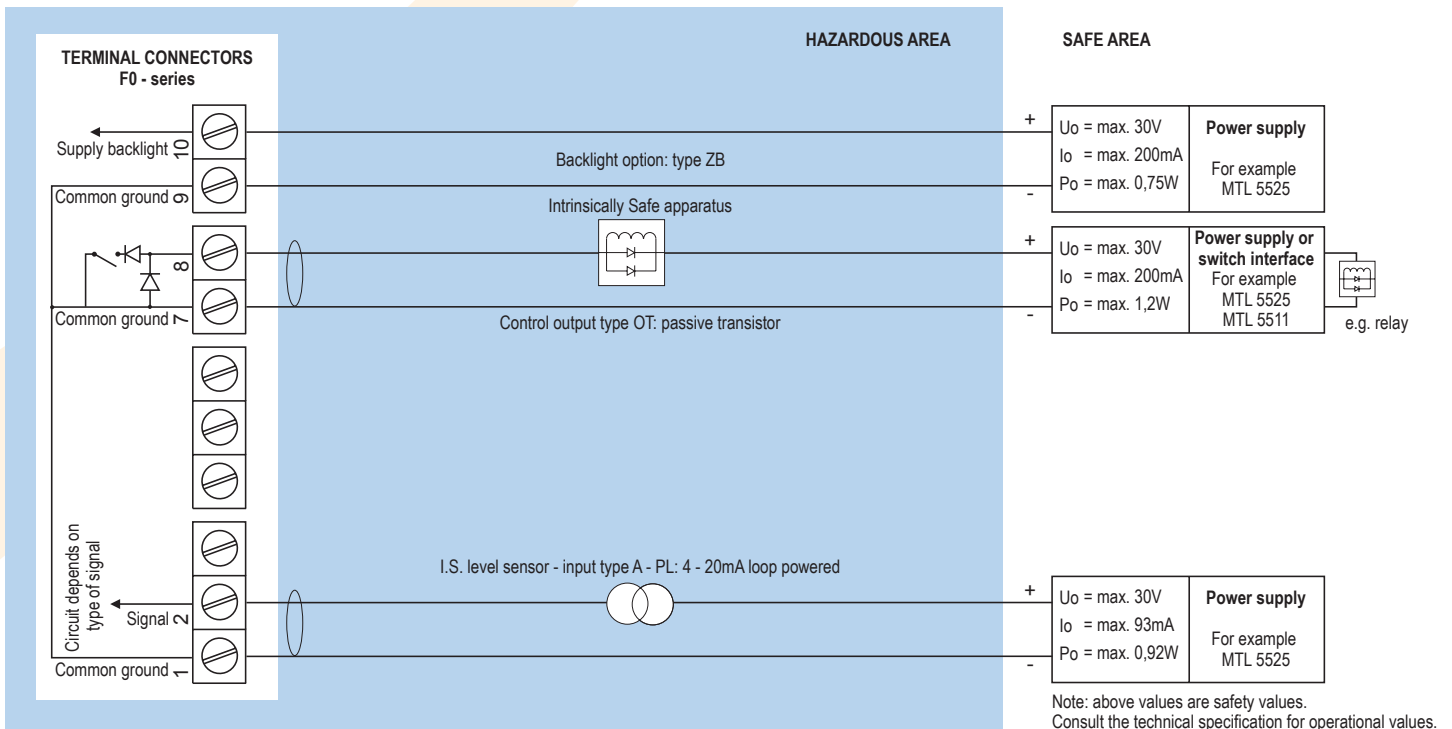 HAZARDOUS AREA
SAFE AREA
TERMINAL CONNECTORS
F0 - series
Supply backlight
10
Backlight option: type ZB
+
Uo = max. 30V
Io = max. 200mA
Po = max. 0,75W
Power supply
For example
MTL 5525
Common ground
9
-
Intrinsically Safe apparatus
8
+
Uo = max. 30V
Io = max. 200mA
Po = max. 1,2W
Power supply or
switch interface
For example
MTL 5525
MTL 5511
e.g. relay
Common ground
7
Control output type OT: passive transistor
-
Circuit depends on
type of signal
I.S. level sensor - input type A - PL: 4 - 20mA loop powered
Signal
2
+
Uo = max. 30V
Io = max. 93mA
Po = max. 0,92W
Power supply
For example
MTL 5525
Common ground
1
-
Note: above values are safety values.
Consult the technical specification for operational values.